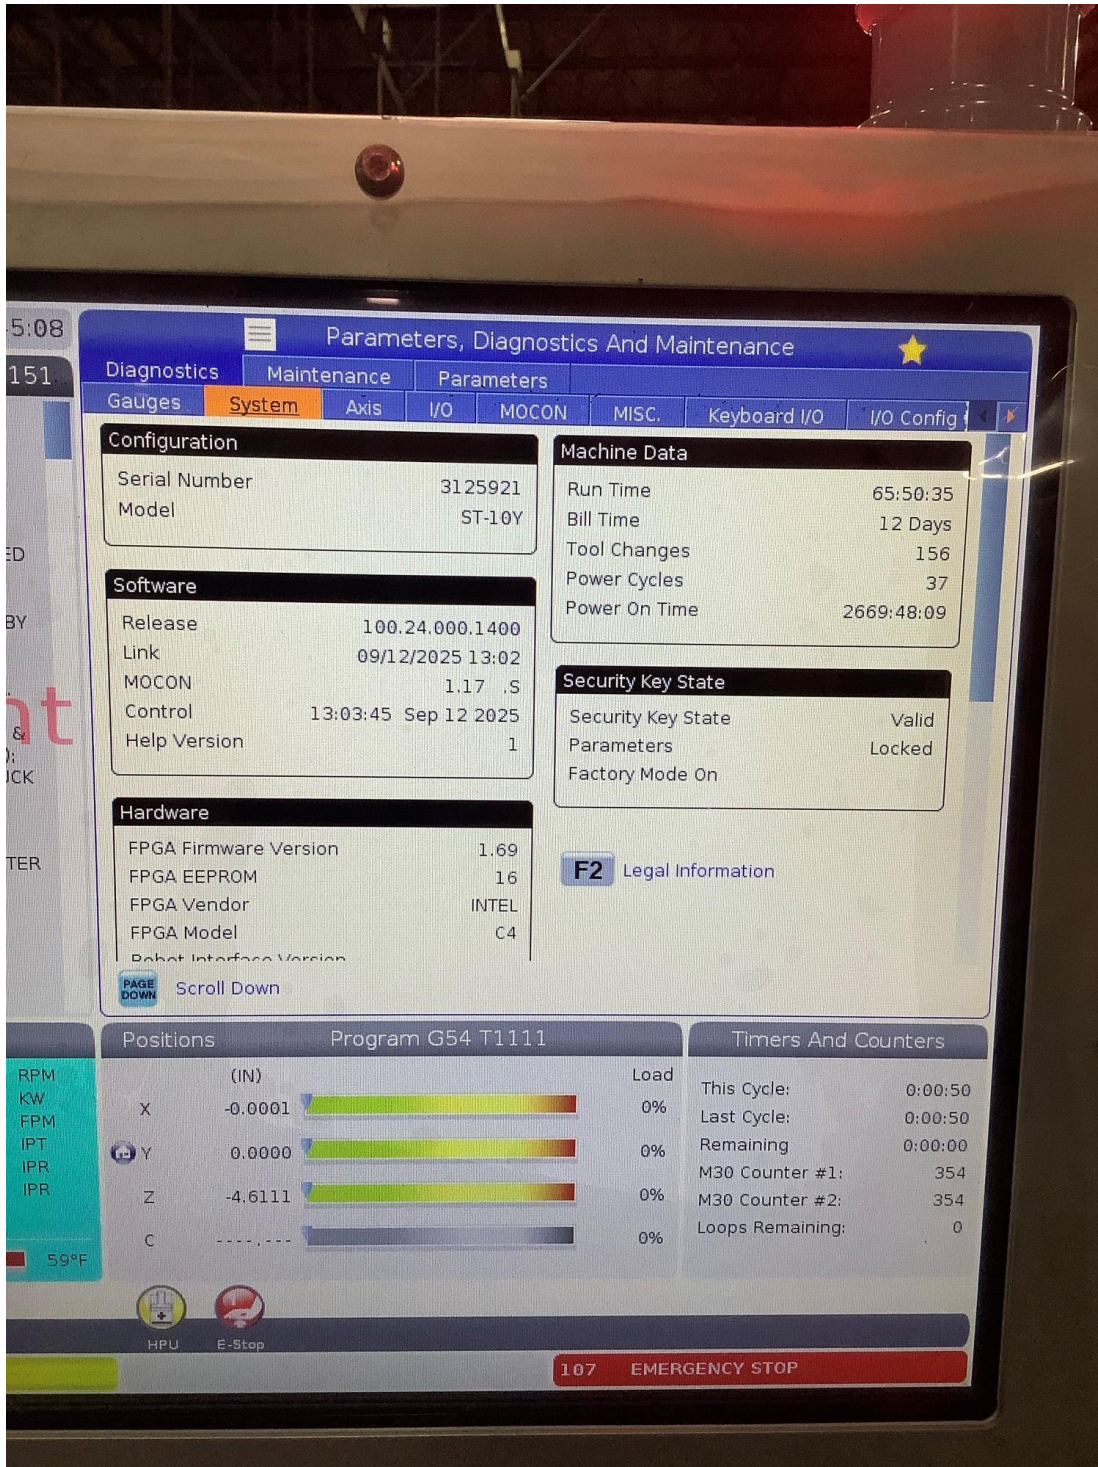 5:08
151
Parameters, Diagnostics And Maintenance
Diagnostics Maintenance Parameters
Gauges System Axis I/O MOCON MISC. Keyboard I/O I/O Config
Configuration
Serial Number 3125921
Model ST-10Y
Software
Release 100.24.000.1400
Link 09/12/2025 13:02
MOCON 1.17 .S
Control 13:03:45 Sep 12 2025
Help Version 1
Hardware
FPGA Firmware Version 1.69
FPGA EEPROM 16
FPGA Vendor INTEL
FPGA Model C4
Robot Interface Version
PAGE DOWN Scroll Down
Machine Data
Run Time 65:50:35
Bill Time 12 Days
Tool Changes 156
Power Cycles 37
Power On Time 2669:48:09
Security Key State
Security Key State Valid
Parameters Locked
Factory Mode On
F2 Legal Information
ED
BY
nt
&
):
JCK
TER
RPM
KW
FPM
IPT
IPR
IPR
59°F
Positions Program G54 T1111
(IN) Load
X -0.0001 0%
Y 0.0000 0%
Z -4.6111 0%
C ----.--- 0%
Timers And Counters
This Cycle: 0:00:50
Last Cycle: 0:00:50
Remaining 0:00:00
M30 Counter #1: 354
M30 Counter #2: 354
Loops Remaining: 0
HPU E-Stop
107 EMERGENCY STOP